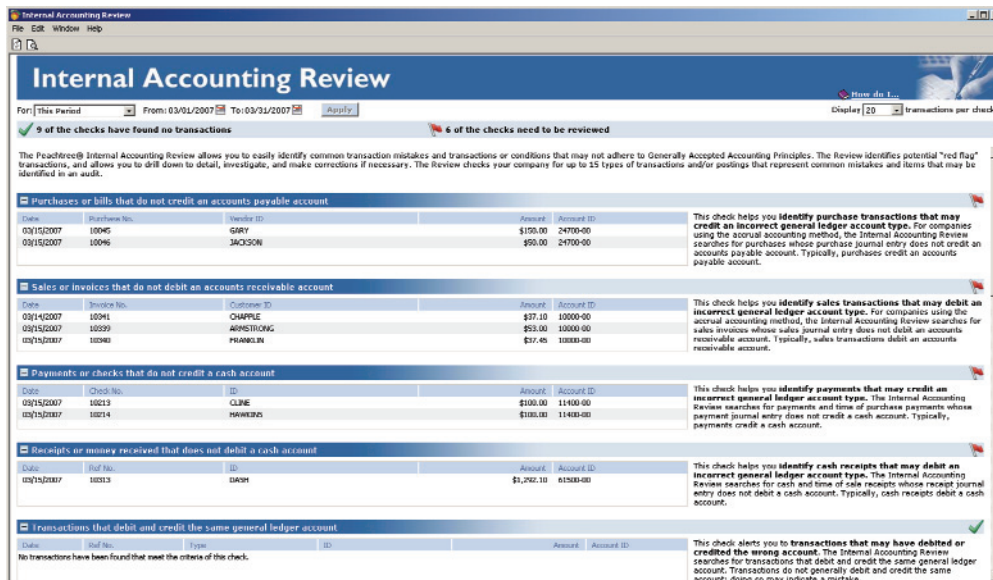 Internal Accounting Review
File Edit Window Help
Internal Accounting Review
How do I...
For: This Period From: 03/01/2007 To: 03/31/2007 Apply Display 20 transactions per check
9 of the checks have found no transactions 6 of the checks need to be reviewed
The Peachtree® Internal Accounting Review allows you to easily identify common transaction mistakes and transactions or conditions that may not adhere to Generally Accepted Accounting Principles. The Review identifies potential "red flag"
transactions, and allows you to drill down to detail, investigate, and make corrections if necessary. The Review checks your company for up to 15 types of transactions and/or postings that represent common mistakes and items that may be
identified in an audit.
Purchases or bills that do not credit an accounts payable account
Date Purchase No. Vendor ID Amount Account ID
03/15/2007 10045 GARY $150.00 24700-00
03/15/2007 10046 JACKSON $50.00 24700-00
This check helps you identify purchase transactions that may
credit an incorrect general ledger account type. For companies
using the accrual accounting method, the Internal Accounting Review
searches for purchases whose purchase journal entry does not credit an
accounts payable account. Typically, purchases credit an accounts
payable account.
Sales or invoices that do not debit an accounts receivable account
Date Invoice No. Customer ID Amount Account ID
03/14/2007 10341 CHAPPLE $37.10 10000-00
03/15/2007 10339 ARMSTRONG $53.00 10000-00
03/15/2007 10340 FRANKLIN $37.45 10000-00
This check helps you identify sales transactions that may debit an
incorrect general ledger account type. For companies using the
accrual accounting method, the Internal Accounting Review searches for
sales invoices whose sales journal entry does not debit an accounts
receivable account. Typically, sales transactions debit an accounts
receivable account.
Payments or checks that do not credit a cash account
Date Check No. ID Amount Account ID
03/15/2007 10213 CLINE $100.00 11400-00
03/15/2007 10214 HAWKINS $100.00 11400-00
This check helps you identify payments that may credit an
incorrect general ledger account type. The Internal Accounting
Review searches for payments and time of purchase payments whose
payment journal entry does not credit a cash account. Typically,
payments credit a cash account.
Receipts or money received that does not debit a cash account
Date Ref No. ID Amount Account ID
03/15/2007 10313 DASH $1,292.10 61500-00
This check helps you identify cash receipts that may debit an
incorrect general ledger account type. The Internal Accounting
Review searches for cash and time of sale receipts whose receipt journal
entry does not debit a cash account. Typically, cash receipts debit a cash
account.
Transactions that debit and credit the same general ledger account
Date Ref No. Type ID Amount Account ID
No transactions have been found that meet the criteria of this check.
This check alerts you to transactions that may have debited or
credited the wrong account. The Internal Accounting Review
searches for transactions that debit and credit the same general ledger
account. Transactions do not generally debit and credit the same
account; doing so may indicate a mistake.